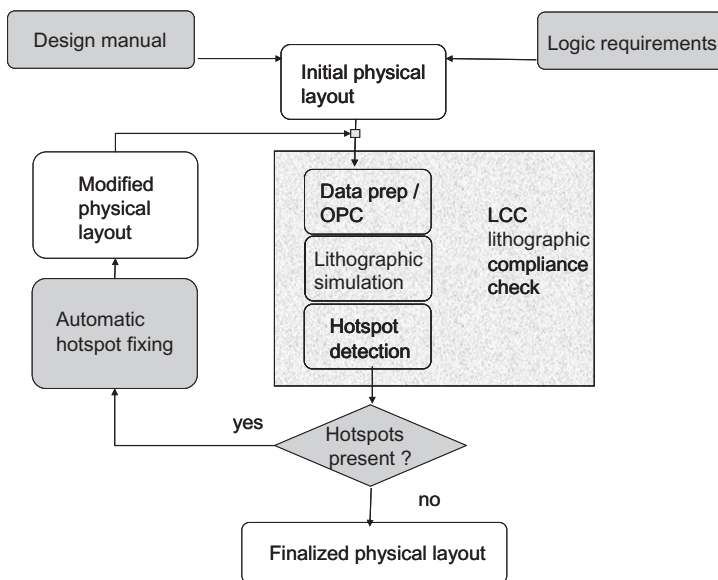 Design manual
Logic requirements
Initial physical
layout
Modified
physical
layout
Data prep /
OPC
LCC
lithographic
compliance
check
Lithographic
simulation
Automatic
hotspot fixing
Hotspot
detection
yes
Hotspots
present ?
no
Finalized physical layout